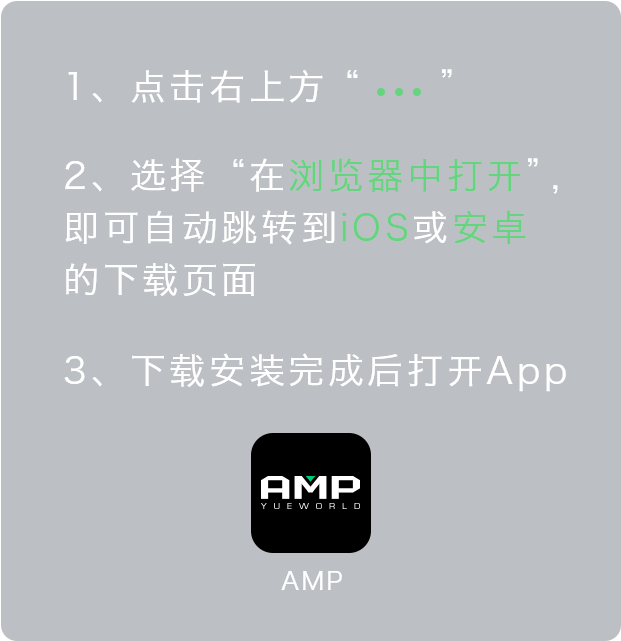 1、点击右上方“ ••• ”
2、选择“在浏览器中打开”，
即可自动跳转到iOS或安卓
的下载页面
3、下载安装完成后打开App
AMP
YUEWORLD
AMP